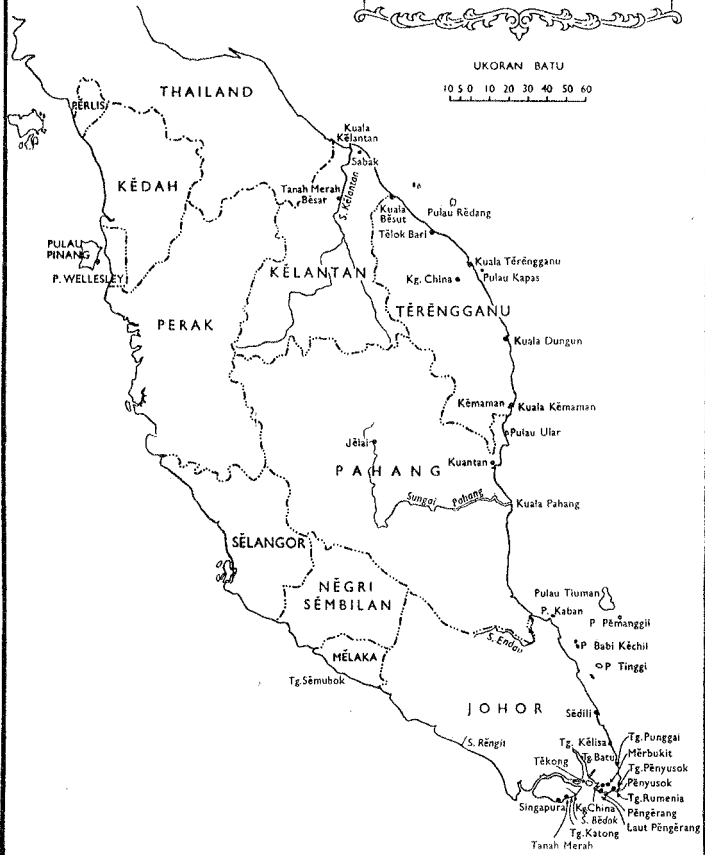 UKORAN BATU
10 5 0 10 20 30 40 50 60
THAILAND
PĔRLIS
Kuala
Kĕlantan
Sabak
KĔDAH
Tanah Merah
Bĕsar
S. Kĕlantan
Kuala
Bĕsut
Pulau Rĕdang
Tĕlok Bari
PULAU
PINANG
P. WELLESLEY
KĔLANTAN
Kuala Tĕrĕngganu
Pulau Kapas
Kg. China
TĔRĔNGGANU
PERAK
Kuala Dungun
Kĕmaman
Kuala Kĕmaman
Pulau Ular
Jĕlai
Kuantan
PAHANG
Sungai Pahang
Kuala Pahang
SĔLANGOR
NĔGRI
SĔMBILAN
Pulau Tiuman
P. Kaban
P Pĕmanggil
S. Endau
P Babi Kĕchil
P Tinggi
MĔLAKA
Tg. Sĕmubok
JOHOR
Sĕdili
S. Rĕngit
Tg. Kĕlisa
Tg. Punggai
Mĕrbukit
Tg. Batu
Tĕkong
Tg. Pĕnyusok
Pĕnyusok
Tg. Rumenia
Singapura
Kg China
S. Bĕdok
Pĕngĕrang
Laut Pĕngĕrang
Tg. Katong
Tanah Merah